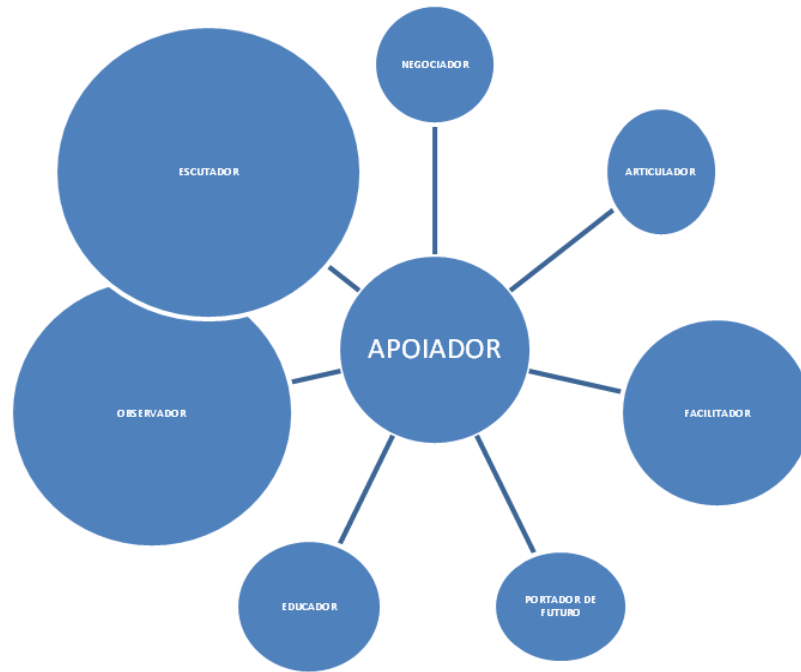 NEGOCIADOR
ESCUTADOR
ARTICULADOR
APOIADOR
OBSERVADOR
FACILITADOR
EDUCADOR
PORTADOR DE
FUTURO